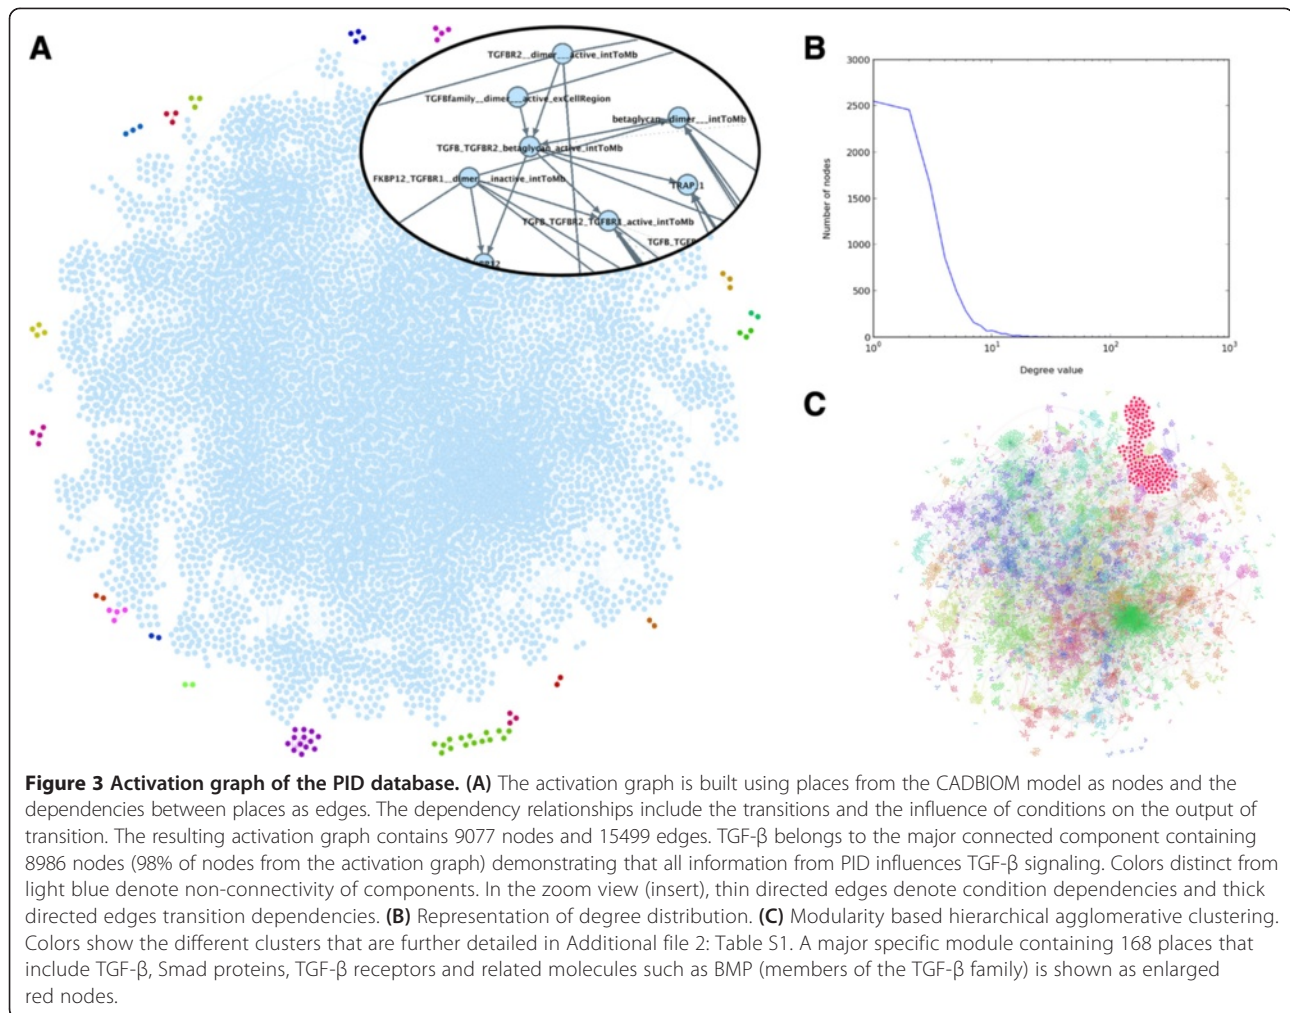 A
TGFBR2__dimer___active_intToMb
TGFBfamily__dimer__active_exCellRegion
betaglycan__dimer___intToMb
TGFB_TGFBR2_betaglycan_active_intToMb
FKBP12_TGFBR1__dimer___inactive_intToMb
TRAP_1
TGFB_TGFBR2_TGFBR1_active_intToMb
B
3000
2500
2000
1500
1000
500
0
Number of nodes
10⁰
10¹
10²
10³
Degree value
C
Figure 3 Activation graph of the PID database. (A) The activation graph is built using places from the CADBIOM model as nodes and the
dependencies between places as edges. The dependency relationships include the transitions and the influence of conditions on the output of
transition. The resulting activation graph contains 9077 nodes and 15499 edges. TGF-β belongs to the major connected component containing
8986 nodes (98% of nodes from the activation graph) demonstrating that all information from PID influences TGF-β signaling. Colors distinct from
light blue denote non-connectivity of components. In the zoom view (insert), thin directed edges denote condition dependencies and thick
directed edges transition dependencies. (B) Representation of degree distribution. (C) Modularity based hierarchical agglomerative clustering.
Colors show the different clusters that are further detailed in Additional file 2: Table S1. A major specific module containing 168 places that
include TGF-β, Smad proteins, TGF-β receptors and related molecules such as BMP (members of the TGF-β family) is shown as enlarged
red nodes.